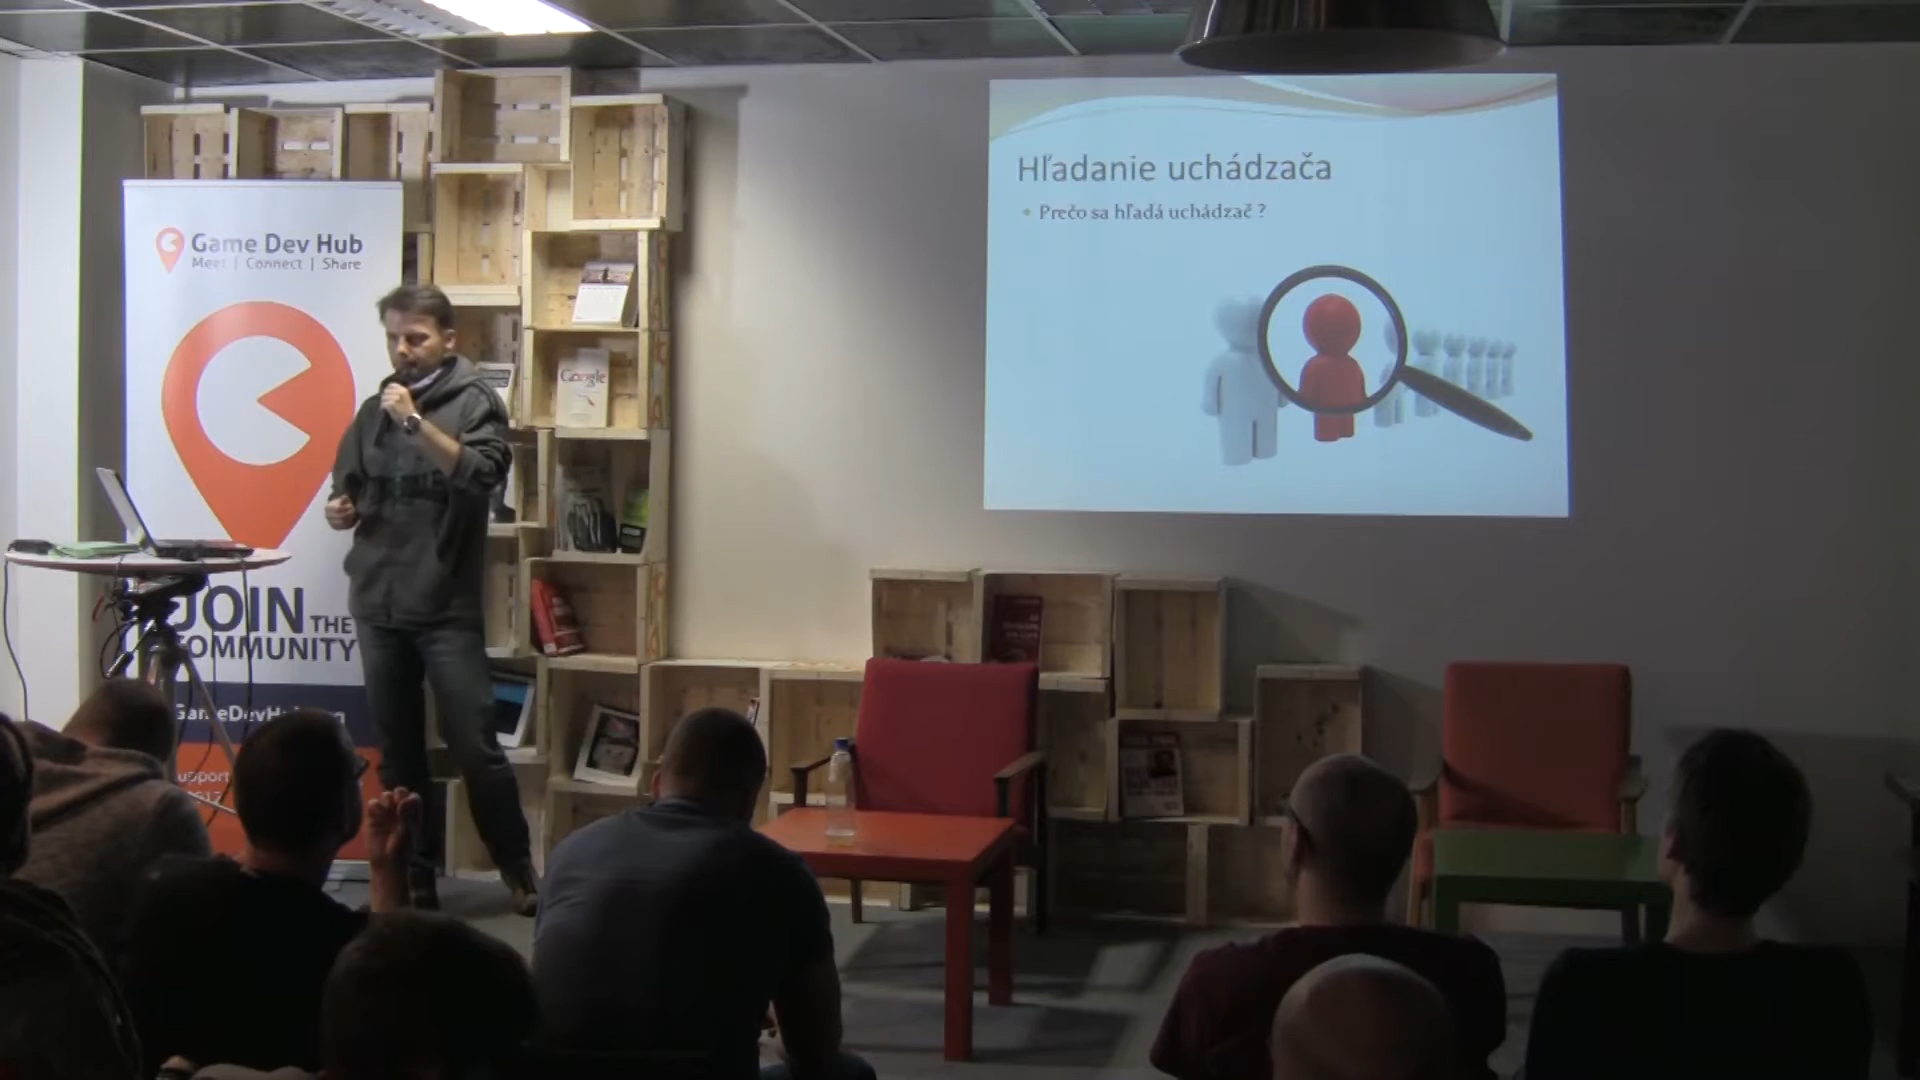 Game Dev Hub
Meet | Connect | Share
JOIN THE
COMMUNITY
Google
Hľadanie uchádzača
Prečo sa hľadá uchádzač ?